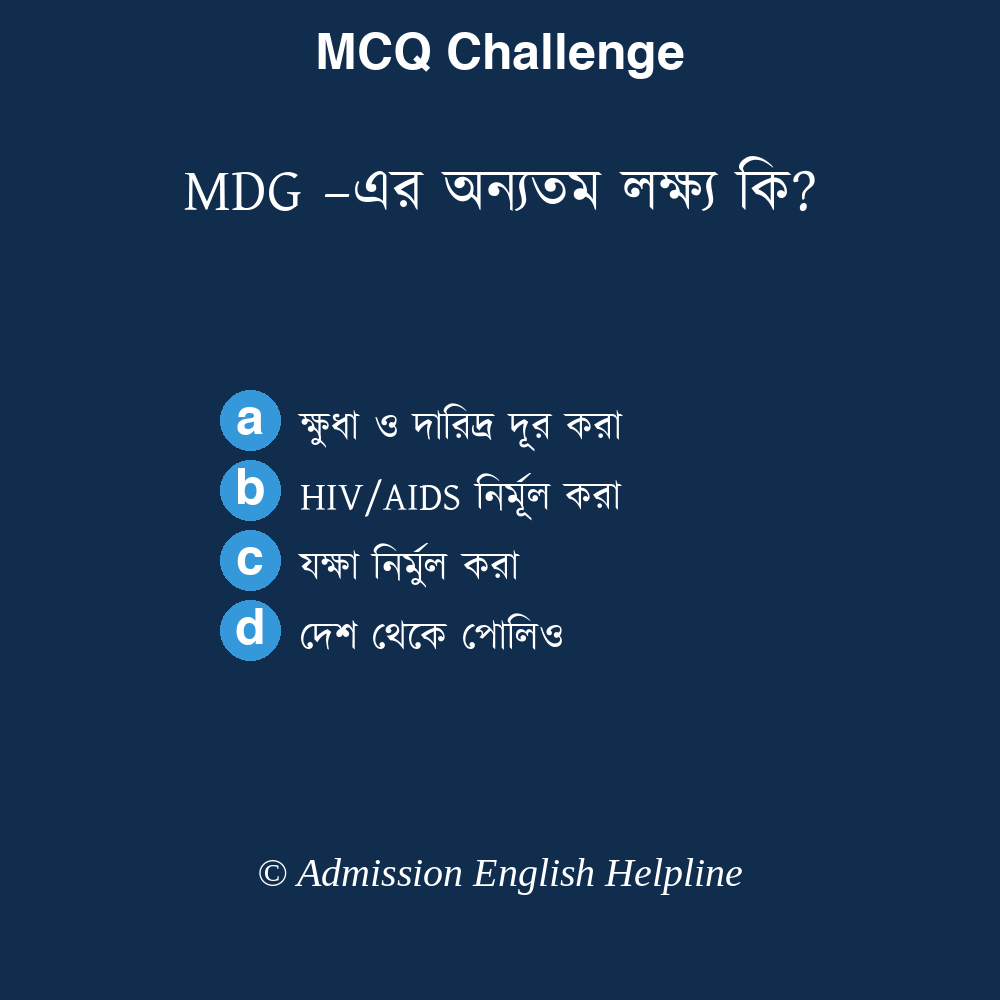 MCQ Challenge
MDG –এর অন্যতম লক্ষ্য কি?
a ক্ষুধা ও দারিদ্র দূর করা
b HIV/AIDS নির্মূল করা
c যক্ষা নির্মুল করা
d দেশ থেকে পোলিও
© Admission English Helpline